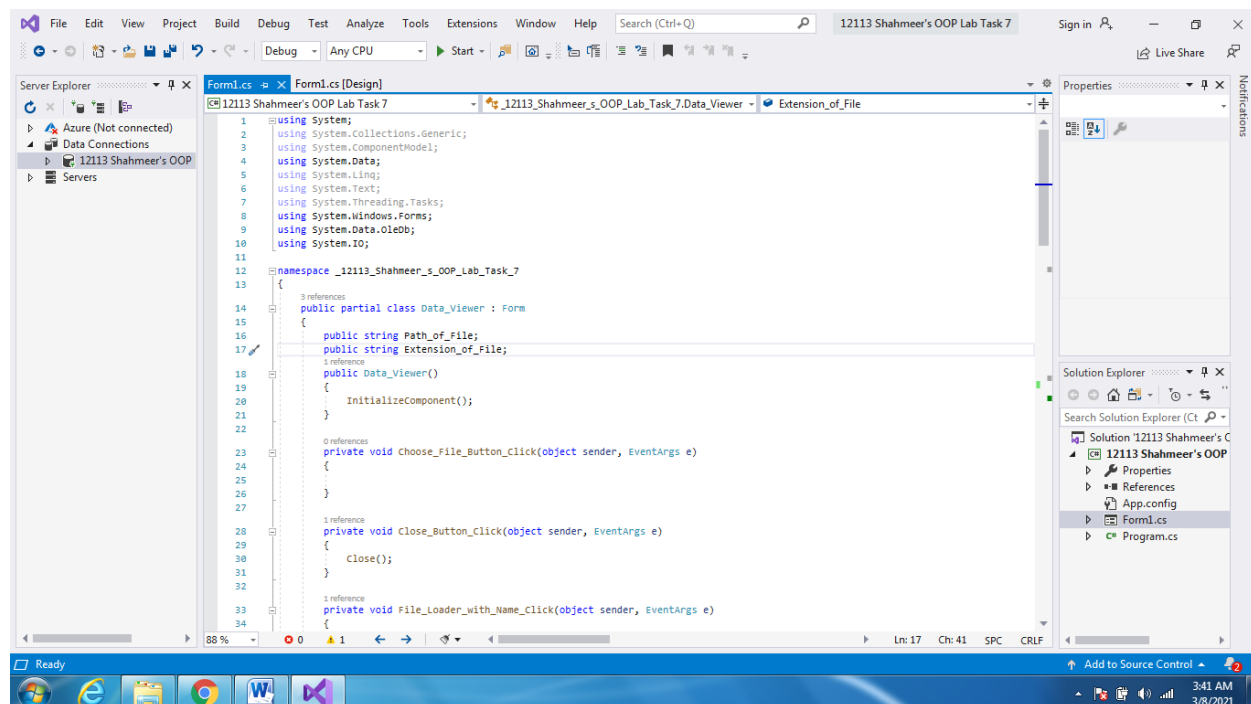 File Edit View Project Build Debug Test Analyze Tools Extensions Window Help Search (Ctrl+Q) 12113 Shahmeer's OOP Lab Task 7 Sign in
Debug Any CPU Start Live Share
Server Explorer
Azure (Not connected)
Data Connections
12113 Shahmeer's OOP
Servers
Form1.cs Form1.cs [Design]
12113 Shahmeer's OOP Lab Task 7 _12113_Shahmeer_s_OOP_Lab_Task_7.Data_Viewer Extension_of_File
1 using System;
2 using System.Collections.Generic;
3 using System.ComponentModel;
4 using System.Data;
5 using System.Linq;
6 using System.Text;
7 using System.Threading.Tasks;
8 using System.Windows.Forms;
9 using System.Data.OleDb;
10 using System.IO;
11
12 namespace _12113_Shahmeer_s_OOP_Lab_Task_7
13 {
3 references
14 public partial class Data_Viewer : Form
15 {
16 public string Path_of_File;
17 public string Extension_of_File;
1 reference
18 public Data_Viewer()
19 {
20 InitializeComponent();
21 }
22
0 references
23 private void Choose_File_Button_Click(object sender, EventArgs e)
24 {
25
26 }
27
1 reference
28 private void Close_Button_Click(object sender, EventArgs e)
29 {
30 Close();
31 }
32
1 reference
33 private void File_Loader_with_Name_Click(object sender, EventArgs e)
34 {
88 % 0 1 Ln: 17 Ch: 41 SPC CRLF
Properties
Notifications
Solution Explorer
Search Solution Explorer (Ct
Solution '12113 Shahmeer's O
C# 12113 Shahmeer's OOP
Properties
References
App.config
Form1.cs
C# Program.cs
Ready Add to Source Control 2
3:41 AM
3/8/2021